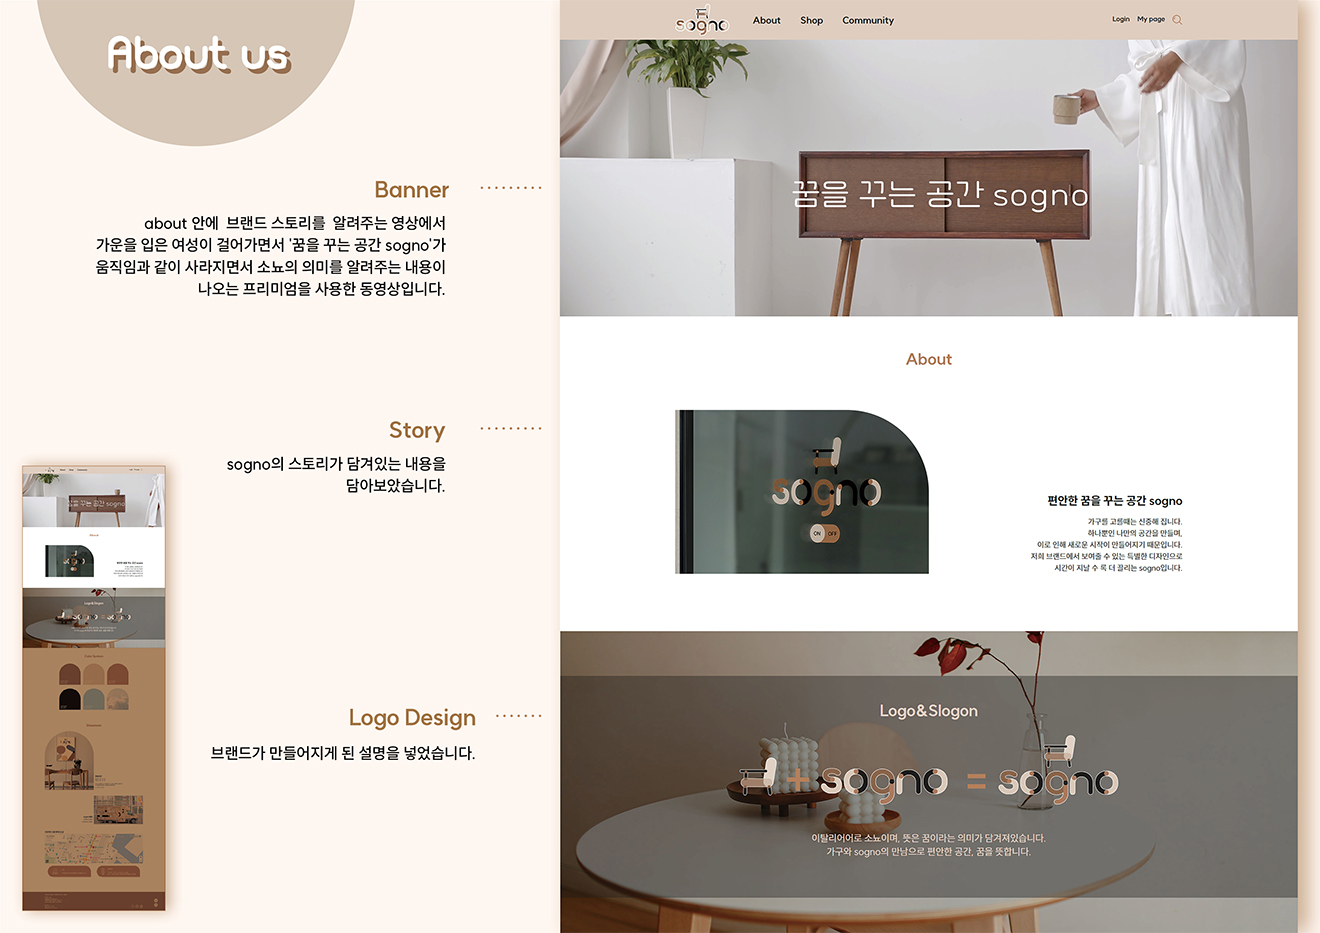 About us
Banner
about 안에 브랜드 스토리를 알려주는 영상에서
가운을 입은 여성이 걸어가면서 '꿈을 꾸는 공간 sogno'가
움직임과 같이 사라지면서 소뇨의 의미를 알려주는 내용이
나오는 프리미엄을 사용한 동영상입니다.
Story
sogno의 스토리가 담겨있는 내용을
담아보았습니다.
Logo Design
브랜드가 만들어지게 된 설명을 넣었습니다.
sogno
About Shop Community
Login My page
꿈을 꾸는 공간 sogno
About
sogno
ON OFF
편안한 꿈을 꾸는 공간 sogno
가구를 고를때는 신중해 집니다.
하나뿐인 나만의 공간을 만들며,
이로 인해 새로운 시작이 만들어지기 때문입니다.
저희 브랜드에서 보여줄 수 있는 특별한 디자인으로
시간이 지날 수 록 더 끌리는 sogno입니다.
Logo&Slogon
+ sogno = sogno
이탈리어어로 소뇨이며, 뜻은 꿈이라는 의미가 담겨져있습니다.
가구와 sogno의 만남으로 편안한 공간, 꿈을 뜻합니다.